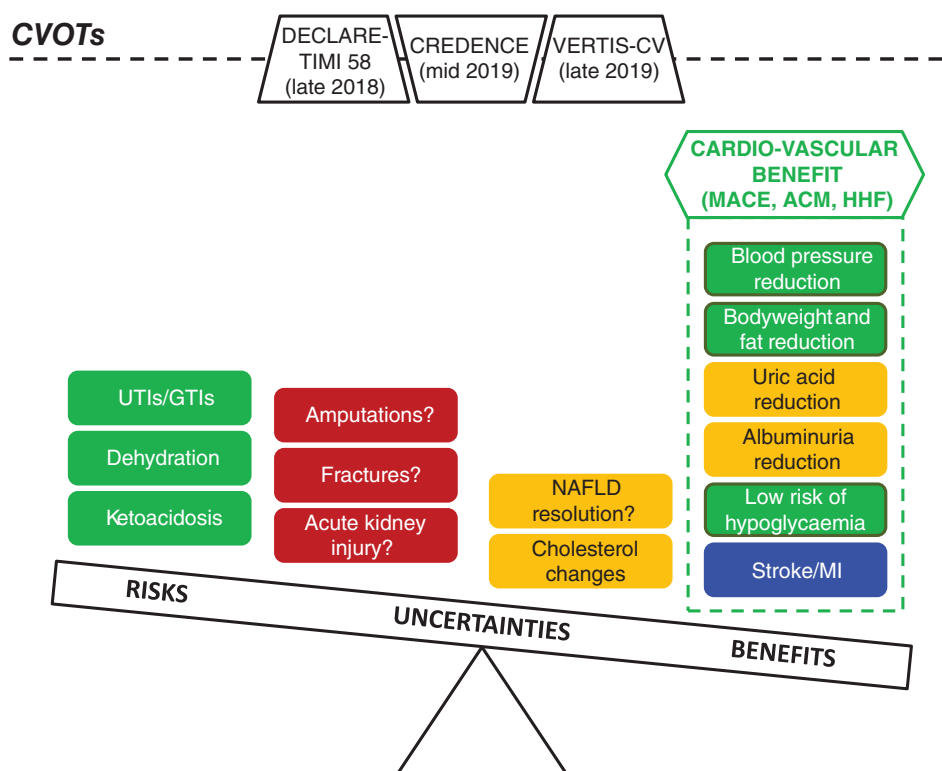 CVOTs
DECLARE-
TIMI 58
(late 2018)
CREDENCE
(mid 2019)
VERTIS-CV
(late 2019)
CARDIO-VASCULAR
BENEFIT
(MACE, ACM, HHF)
Blood pressure
reduction
Bodyweight and
fat reduction
Uric acid
reduction
Albuminuria
reduction
Low risk of
hypoglycaemia
Stroke/MI
UTIs/GTIs
Dehydration
Ketoacidosis
Amputations?
Fractures?
Acute kidney
injury?
NAFLD
resolution?
Cholesterol
changes
RISKS
UNCERTAINTIES
BENEFITS